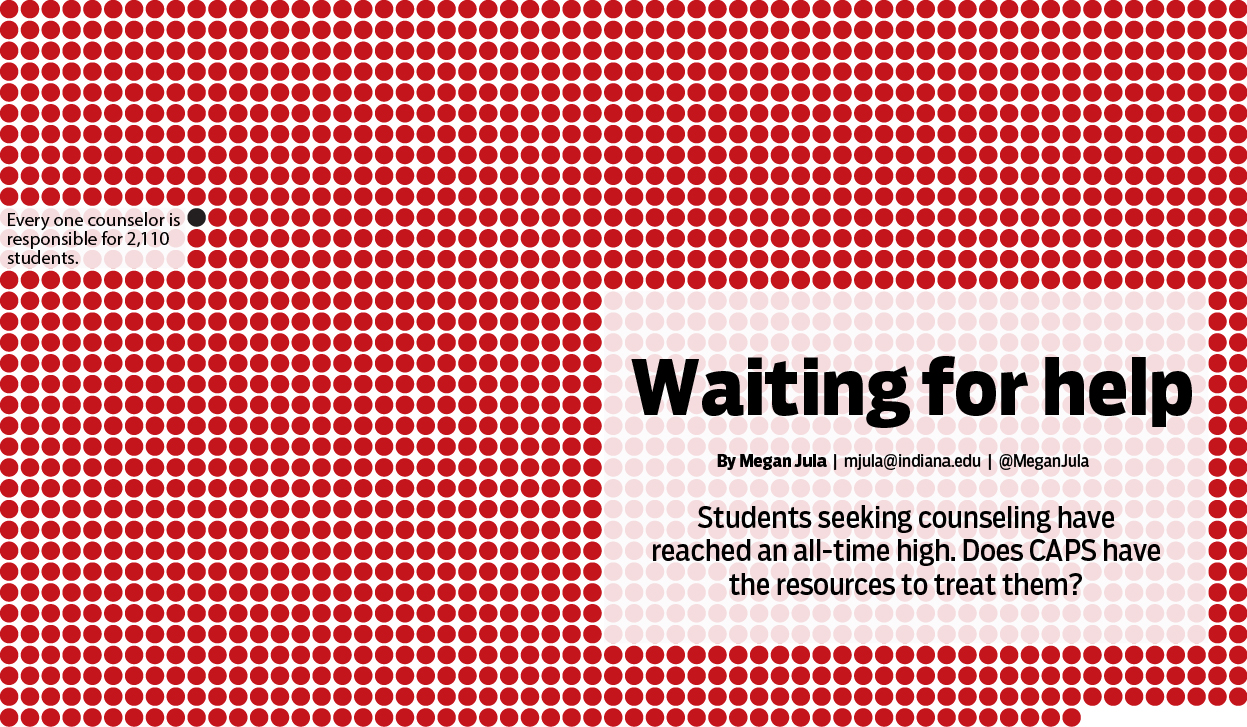 Every one counselor is
responsible for 2,110
students.
Waiting for help
By Megan Jula | mjula@indiana.edu | @MeganJula
Students seeking counseling have
reached an all-time high. Does CAPS have
the resources to treat them?